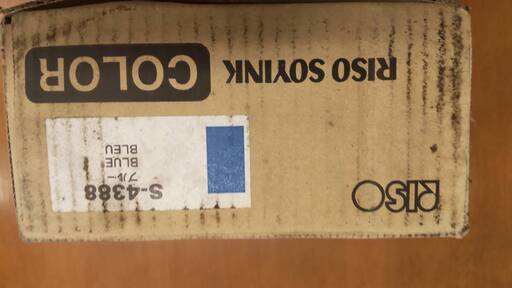 RISO
S-4388
ブルー
BLUE
BLEU
RISO SOYINK
COLOR